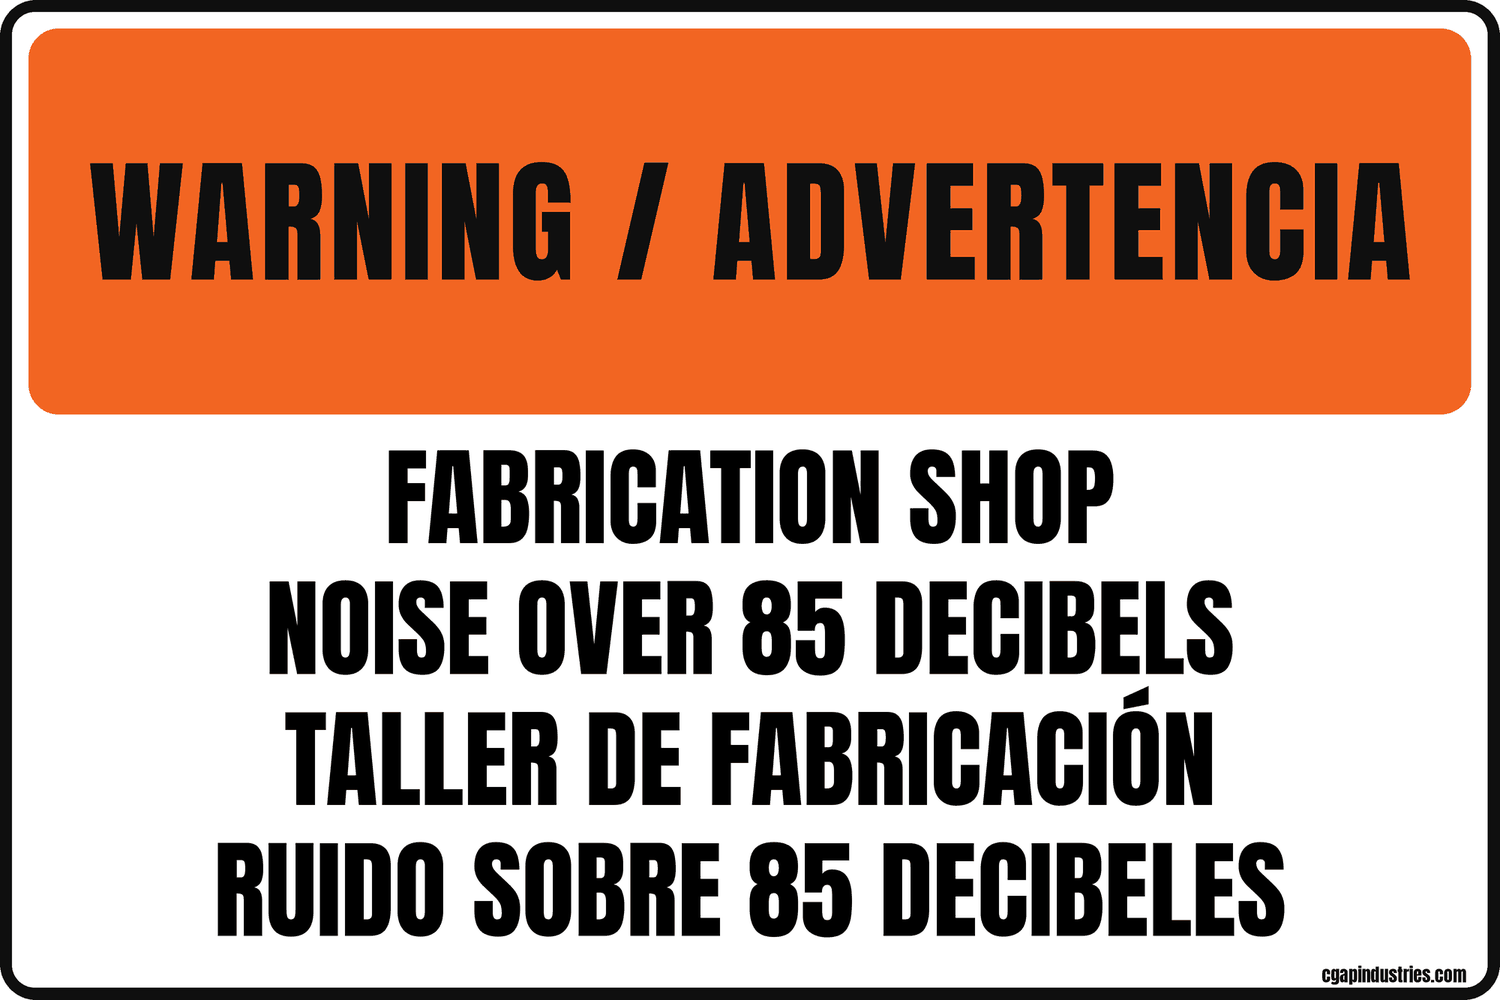 WARNING / ADVERTENCIA
FABRICATION SHOP
NOISE OVER 85 DECIBELS
TALLER DE FABRICACIÓN
RUIDO SOBRE 85 DECIBELES
cgapindustries.com